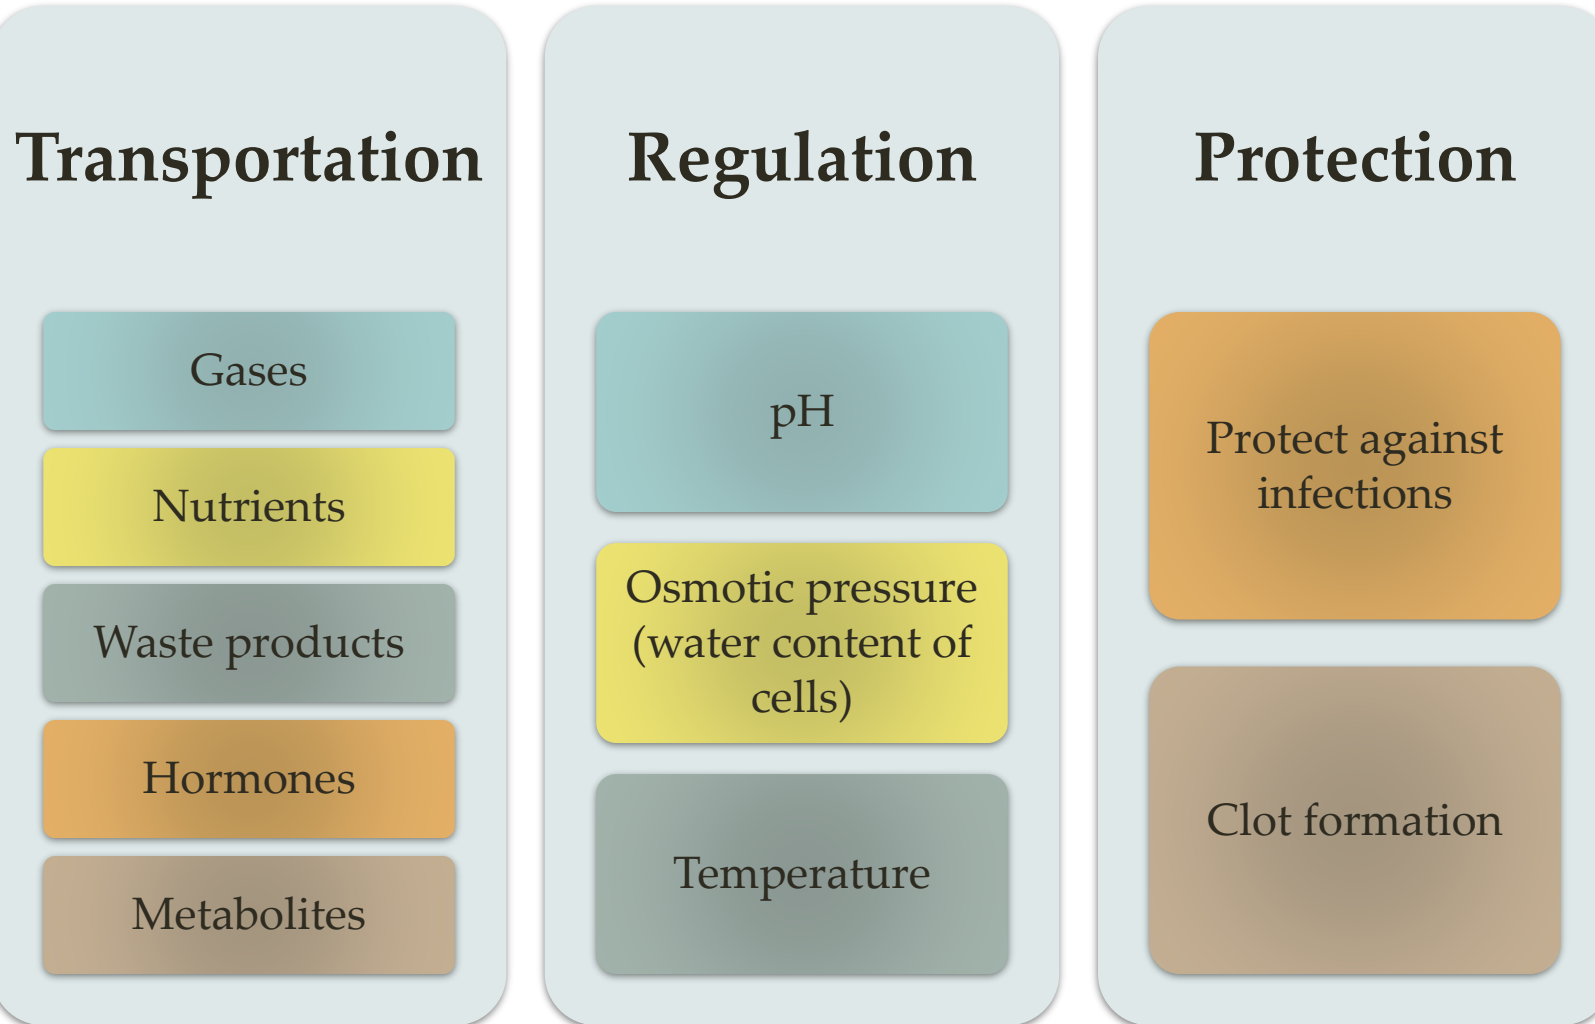 Transportation
Gases
Nutrients
Waste products
Hormones
Metabolites
Regulation
pH
Osmotic pressure
(water content of
cells)
Temperature
Protection
Protect against
infections
Clot formation